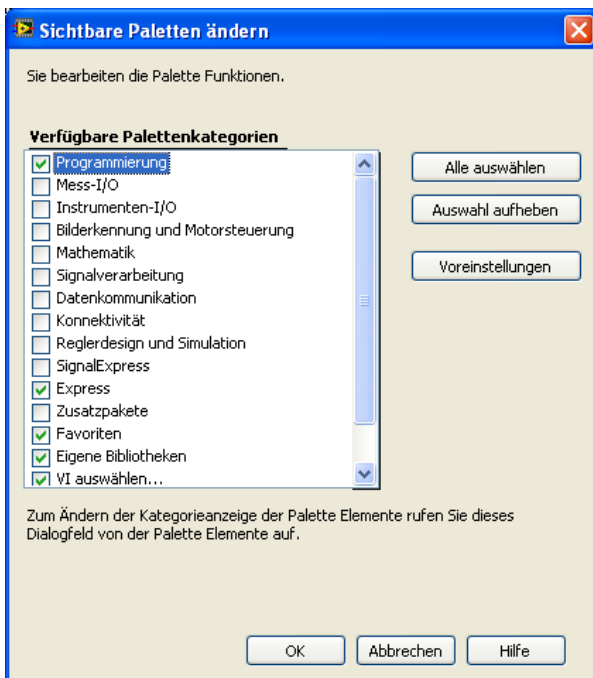 Sichtbare Paletten ändern
Sie bearbeiten die Palette Funktionen.
Verfügbare Palettenkategorien
Programmierung
Mess-I/O
Instrumenten-I/O
Bilderkennung und Motorsteuerung
Mathematik
Signalverarbeitung
Datenkommunikation
Konnektivität
Reglerdesign und Simulation
SignalExpress
Express
Zusatzpakete
Favoriten
Eigene Bibliotheken
VI auswählen...
Alle auswählen
Auswahl aufheben
Voreinstellungen
Zum Ändern der Kategorieanzeige der Palette Elemente rufen Sie dieses
Dialogfeld von der Palette Elemente auf.
OK
Abbrechen
Hilfe